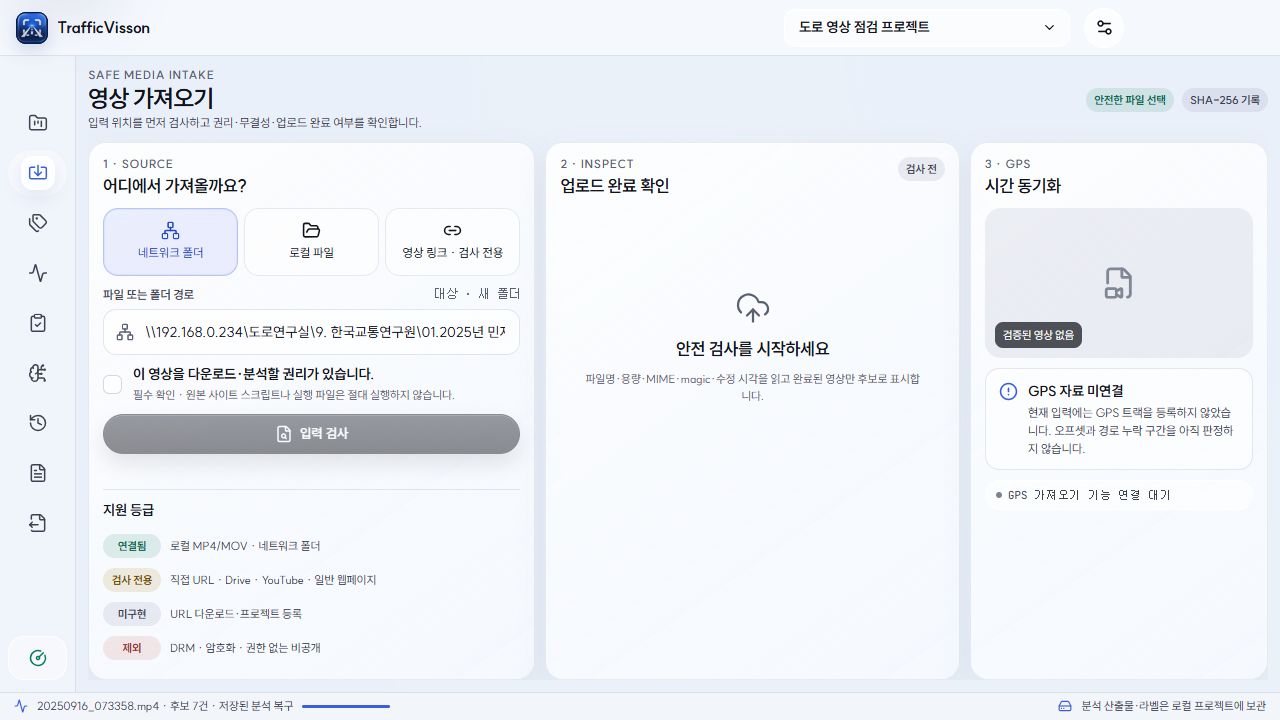 TrafficVisson
도로 영상 점검 프로젝트
SAFE MEDIA INTAKE
영상 가져오기
입력 위치를 먼저 검사하고 권리·무결성·업로드 완료 여부를 확인합니다.
안전한 파일 선택
SHA-256 기록
1 · SOURCE
어디에서 가져올까요?
네트워크 폴더
로컬 파일
영상 링크 · 검사 전용
파일 또는 폴더 경로
대상 · 새 폴더
\\192.168.0.234\도로연구실\9. 한국교통연구원\01.2025년 민자
이 영상을 다운로드·분석할 권리가 있습니다.
필수 확인 · 원본 사이트 스크립트나 실행 파일은 절대 실행하지 않습니다.
입력 검사
지원 등급
연결됨 로컬 MP4/MOV · 네트워크 폴더
검사 전용 직접 URL · Drive · YouTube · 일반 웹페이지
미구현 URL 다운로드·프로젝트 등록
제외 DRM · 암호화 · 권한 없는 비공개
2 · INSPECT
업로드 완료 확인
검사 전
안전 검사를 시작하세요
파일명·용량·MIME·magic·수정 시각을 읽고 완료된 영상만 후보로 표시합
니다.
3 · GPS
시간 동기화
검증된 영상 없음
GPS 자료 미연결
현재 입력에는 GPS 트랙을 등록하지 않았습
니다. 오프셋과 경로 누락 구간을 아직 판정하
지 않습니다.
GPS 가져오기 기능 연결 대기
20250916_073358.mp4 · 후보 7건 · 저장된 분석 복구
분석 산출물·라벨은 로컬 프로젝트에 보관